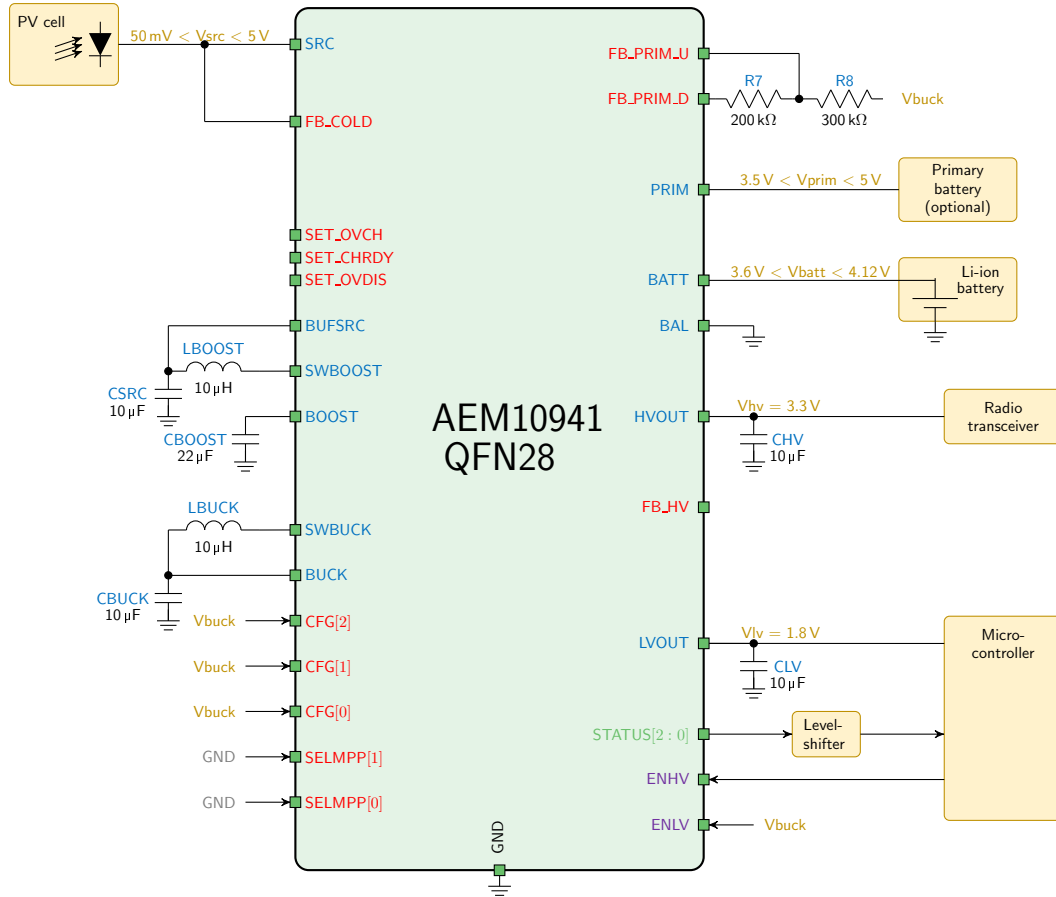 PV cell
50 mV < Vsrc < 5 V
SRC
FB_COLD
SET_OVCH
SET_CHRDY
SET_OVDIS
BUFSRC
LBOOST
10 µH
SWBOOST
CSRC
10 µF
BOOST
CBOOST
22 µF
LBUCK
10 µH
SWBUCK
BUCK
CBUCK
10 µF
Vbuck
CFG[2]
Vbuck
CFG[1]
Vbuck
CFG[0]
GND
SELMPP[1]
GND
SELMPP[0]
AEM10941
QFN28
GND
FB_PRIM_U
FB_PRIM_D
R7
200 kΩ
R8
300 kΩ
Vbuck
PRIM
3.5 V < Vprim < 5 V
Primary
battery
(optional)
BATT
3.6 V < Vbatt < 4.12 V
Li-ion
battery
BAL
HVOUT
Vhv = 3.3 V
CHV
10 µF
Radio
transceiver
FB_HV
LVOUT
Vlv = 1.8 V
CLV
10 µF
Micro-
controller
STATUS[2 : 0]
Level-
shifter
ENHV
ENLV
Vbuck